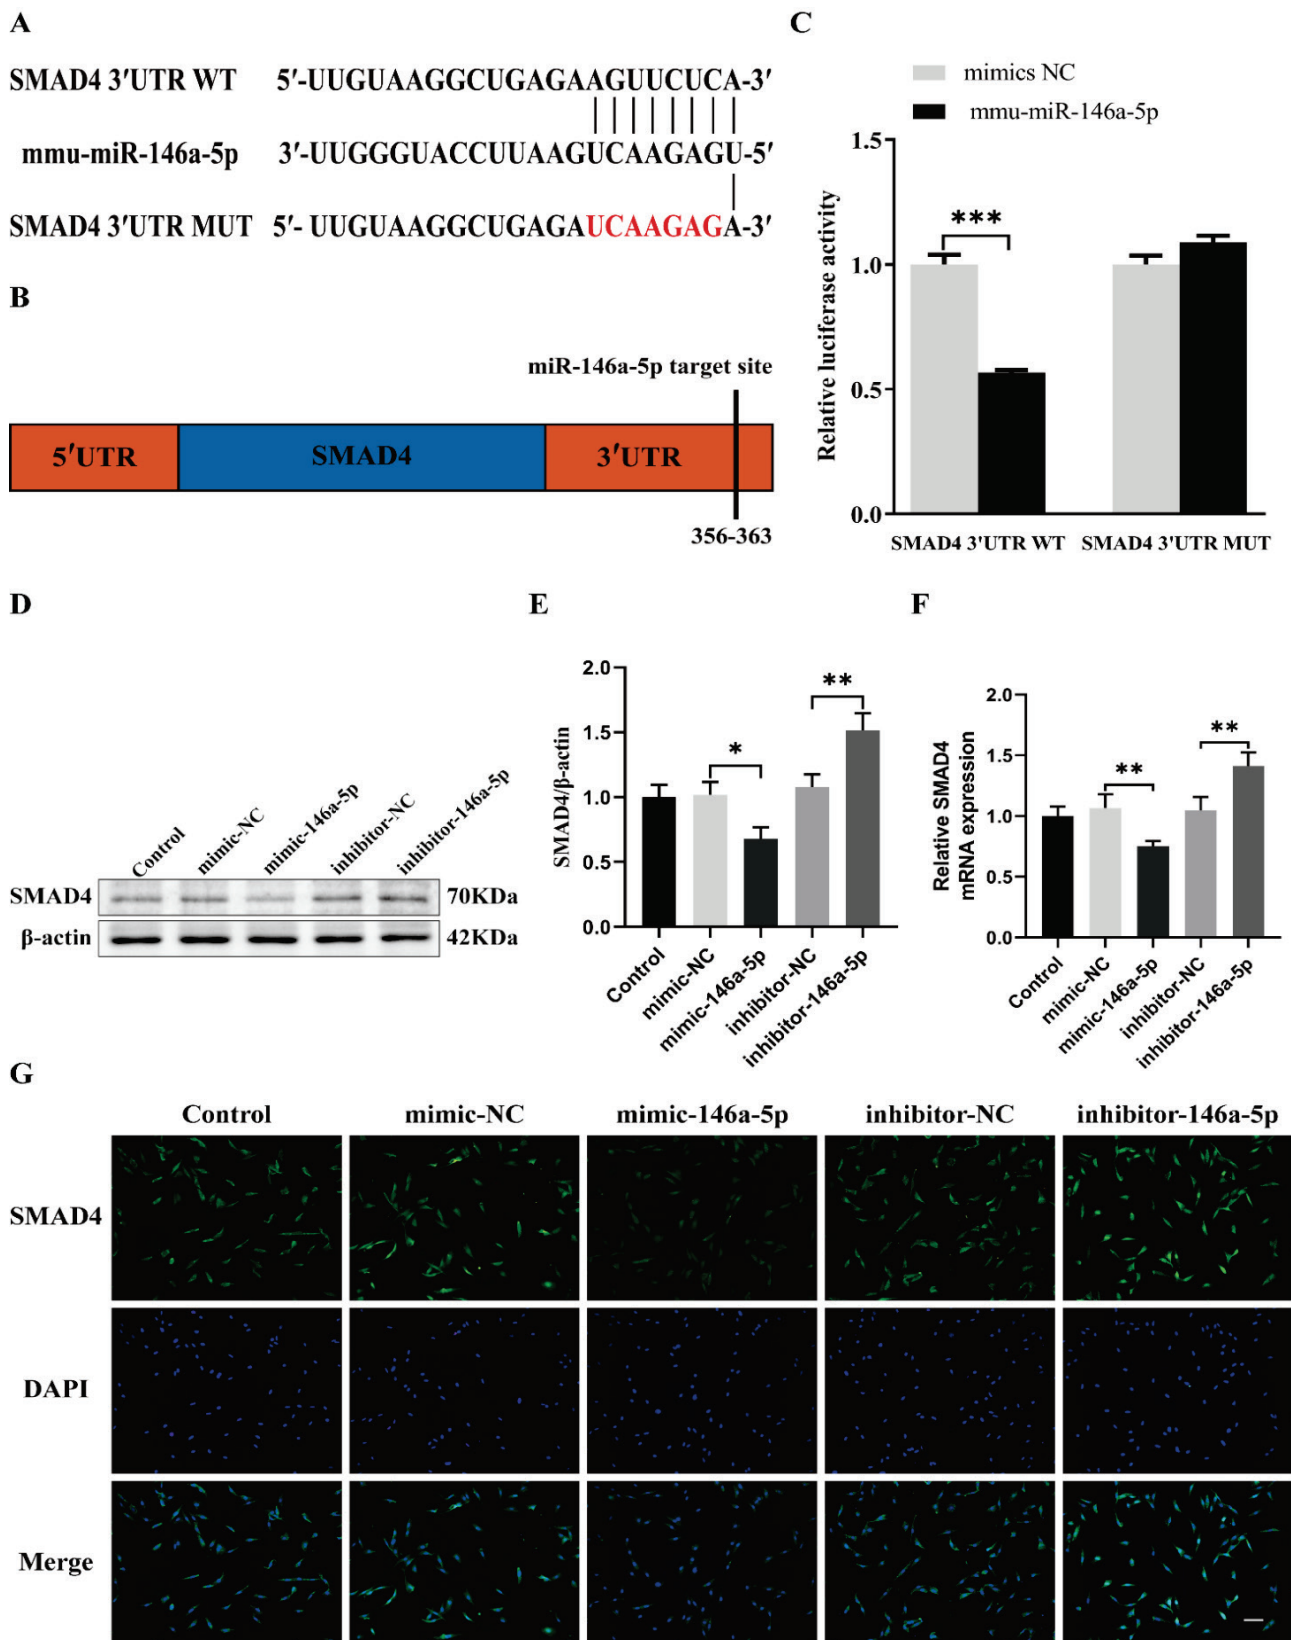 A
SMAD4 3'UTR WT 5'-UUGUAAGGCUGAGAAGUUCUCA-3'
mmu-miR-146a-5p 3'-UUGGGUACCUUAAGUCAAGAGU-5'
SMAD4 3'UTR MUT 5'- UUGUAAGGCUGAGAUCAAGAGA-3'
B
miR-146a-5p target site
5'UTR SMAD4 3'UTR
356-363
C
mimics NC
mmu-miR-146a-5p
Relative luciferase activity
1.5
1.0
0.5
0.0
***
SMAD4 3'UTR WT SMAD4 3'UTR MUT
D
Control mimic-NC mimic-146a-5p inhibitor-NC inhibitor-146a-5p
SMAD4 70KDa
β-actin 42KDa
E
SMAD4/β-actin
2.0
1.5
1.0
0.5
0.0
* **
Control mimic-NC mimic-146a-5p inhibitor-NC inhibitor-146a-5p
F
Relative SMAD4
mRNA expression
2.0
1.5
1.0
0.5
0.0
** **
Control mimic-NC mimic-146a-5p inhibitor-NC inhibitor-146a-5p
G
Control mimic-NC mimic-146a-5p inhibitor-NC inhibitor-146a-5p
SMAD4
DAPI
Merge